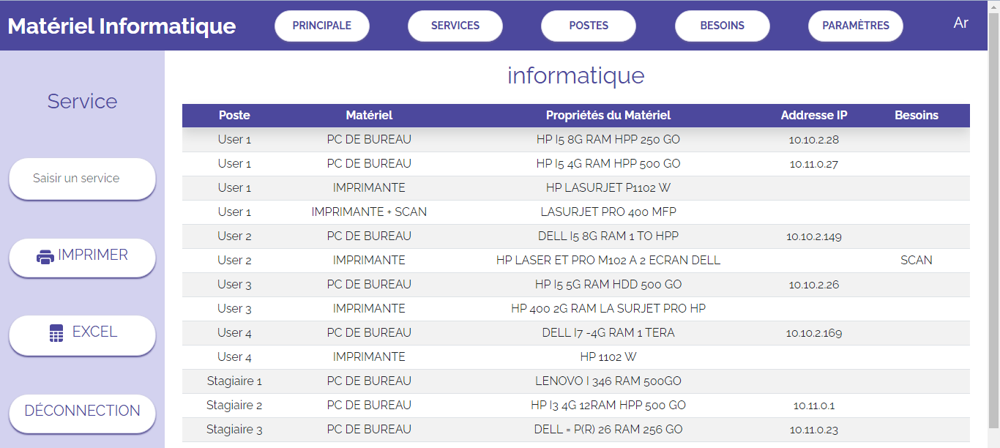 Matériel Informatique PRINCIPALE SERVICES POSTES BESOINS PARAMÈTRES Ar
Service
Saisir un service
IMPRIMER
EXCEL
DÉCONNECTION
informatique
Poste Matériel Propriétés du Matériel Addresse IP Besoins
User 1 PC DE BUREAU HP I5 8G RAM HPP 250 GO 10.10.2.28
User 1 PC DE BUREAU HP I5 4G RAM HPP 500 GO 10.11.0.27
User 1 IMPRIMANTE HP LASURJET P1102 W
User 1 IMPRIMANTE + SCAN LASURJET PRO 400 MFP
User 2 PC DE BUREAU DELL I5 8G RAM 1 TO HPP 10.10.2.149
User 2 IMPRIMANTE HP LASER ET PRO M102 A 2 ECRAN DELL SCAN
User 3 PC DE BUREAU HP I5 5G RAM HDD 500 GO 10.10.2.26
User 3 IMPRIMANTE HP 400 2G RAM LA SURJET PRO HP
User 4 PC DE BUREAU DELL I7 -4G RAM 1 TERA 10.10.2.169
User 4 IMPRIMANTE HP 1102 W
Stagiaire 1 PC DE BUREAU LENOVO I 346 RAM 500GO
Stagiaire 2 PC DE BUREAU HP I3 4G 12RAM HPP 500 GO 10.11.0.1
Stagiaire 3 PC DE BUREAU DELL = P(R) 26 RAM 256 GO 10.11.0.23